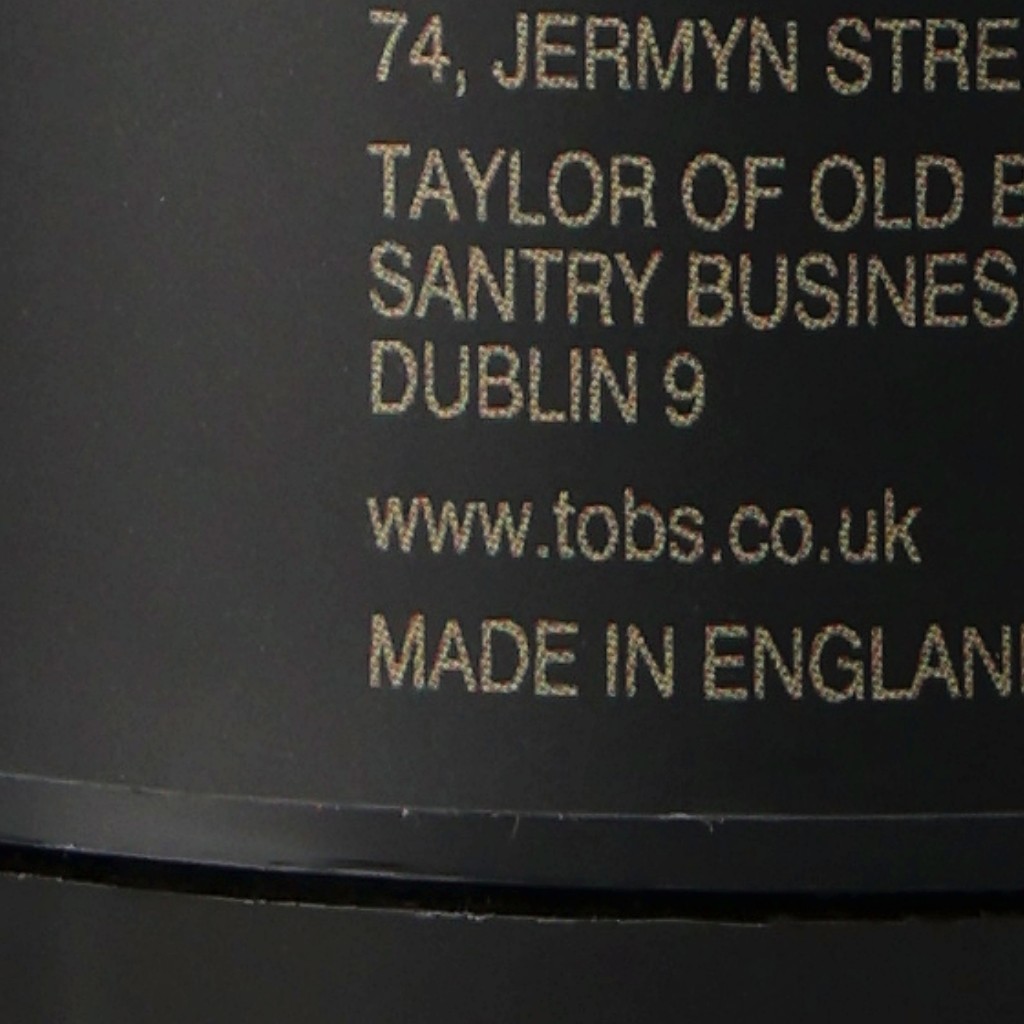 74, JERMYN STRE
TAYLOR OF OLD B
SANTRY BUSINES
DUBLIN 9
www.tobs.co.uk
MADE IN ENGLAN